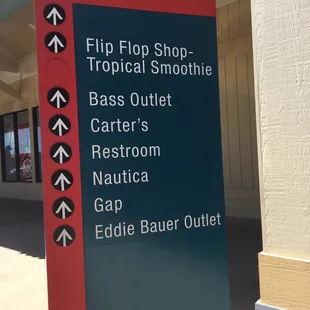 Flip Flop Shop-
Tropical Smoothie
Bass Outlet
Carter's
Restroom
Nautica
Gap
Eddie Bauer Outlet